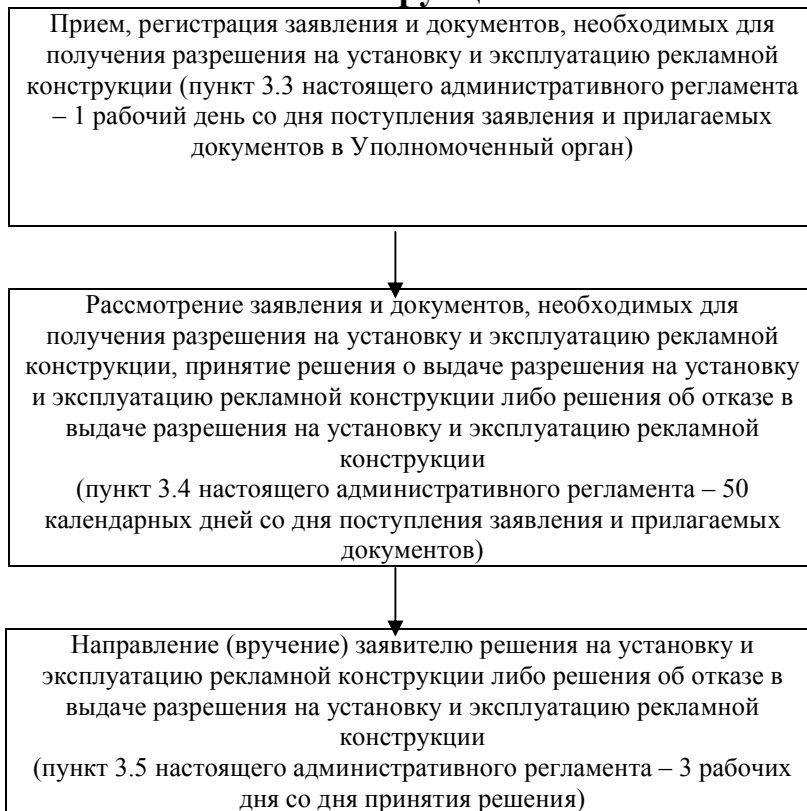 Прием, регистрация заявления и документов, необходимых для
получения разрешения на установку и эксплуатацию рекламной
конструкции (пункт 3.3 настоящего административного регламента
– 1 рабочий день со дня поступления заявления и прилагаемых
документов в Уполномоченный орган)
Рассмотрение заявления и документов, необходимых для
получения разрешения на установку и эксплуатацию рекламной
конструкции, принятие решения о выдаче разрешения на установку
и эксплуатацию рекламной конструкции либо решения об отказе в
выдаче разрешения на установку и эксплуатацию рекламной
конструкции
(пункт 3.4 настоящего административного регламента – 50
календарных дней со дня поступления заявления и прилагаемых
документов)
Направление (вручение) заявителю решения на установку и
эксплуатацию рекламной конструкции либо решения об отказе в
выдаче разрешения на установку и эксплуатацию рекламной
конструкции
(пункт 3.5 настоящего административного регламента – 3 рабочих
дня со дня принятия решения)